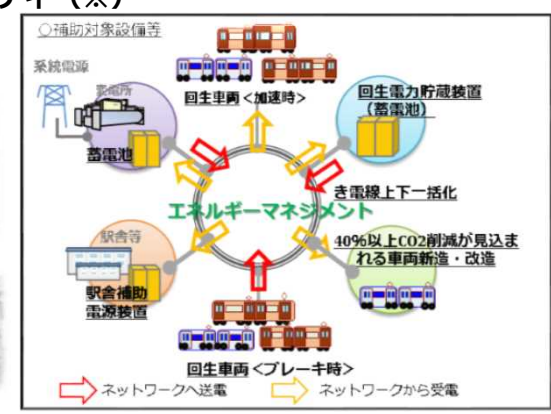 ○補助対象設備等
系統電源
変電所
蓄電池
回生車両<加速時>
回生電力貯蔵装置
(蓄電池)
き電線上下一括化
エネルギーマネジメント
駅舎等
駅舎補助
電源装置
40%以上CO2削減が見込ま
れる車両新造・改造
回生車両<ブレーキ時>
ネットワークへ送電
ネットワークから受電